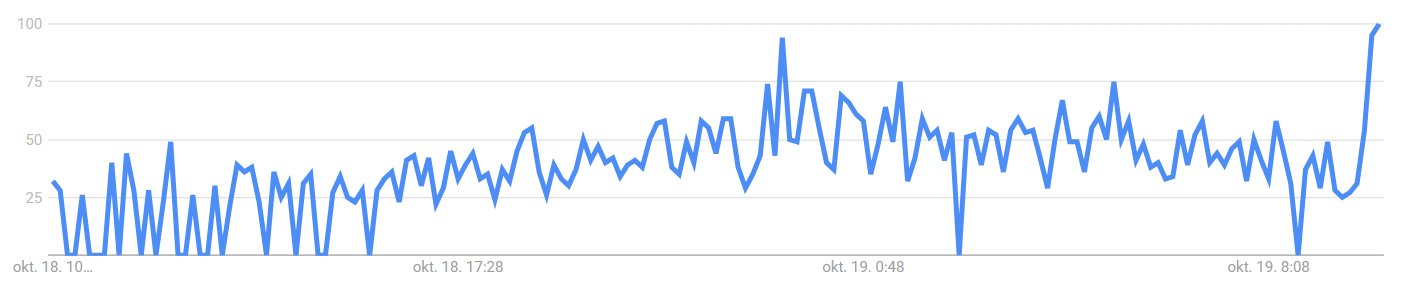 100
75
50
25
okt. 18. 10...
okt. 18. 17:28
okt. 19. 0:48
okt. 19. 8:08